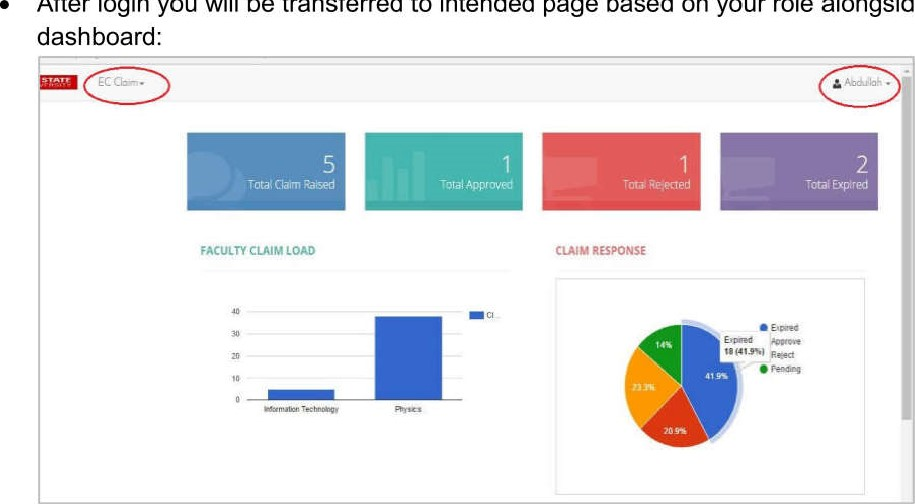 After login you will be transferred to intended page based on your role alongsid
dashboard:
STATE
EC Claim
Abdullah
5
Total Claim Raised
1
Total Approved
1
Total Rejected
2
Total Expired
FACULTY CLAIM LOAD
CLAIM RESPONSE
40
30
20
10
0
Information Technology
Physics
Cl...
14%
23.3%
20.9%
41.9%
Expired
18 (41.9%)
Expired
Approve
Reject
Pending